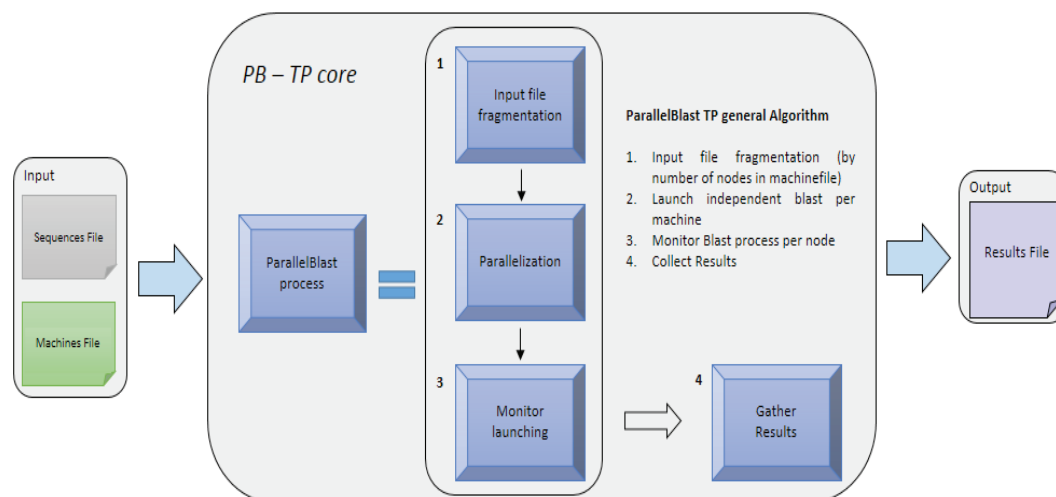 Input
Sequences File
Machines File
PB – TP core
ParallelBlast
process
1
Input file
fragmentation
2
Parallelization
3
Monitor
launching
4
Gather
Results
ParallelBlast TP general Algorithm
1. Input file fragmentation (by
number of nodes in machinefile)
2. Launch independent blast per
machine
3. Monitor Blast process per node
4. Collect Results
Output
Results File